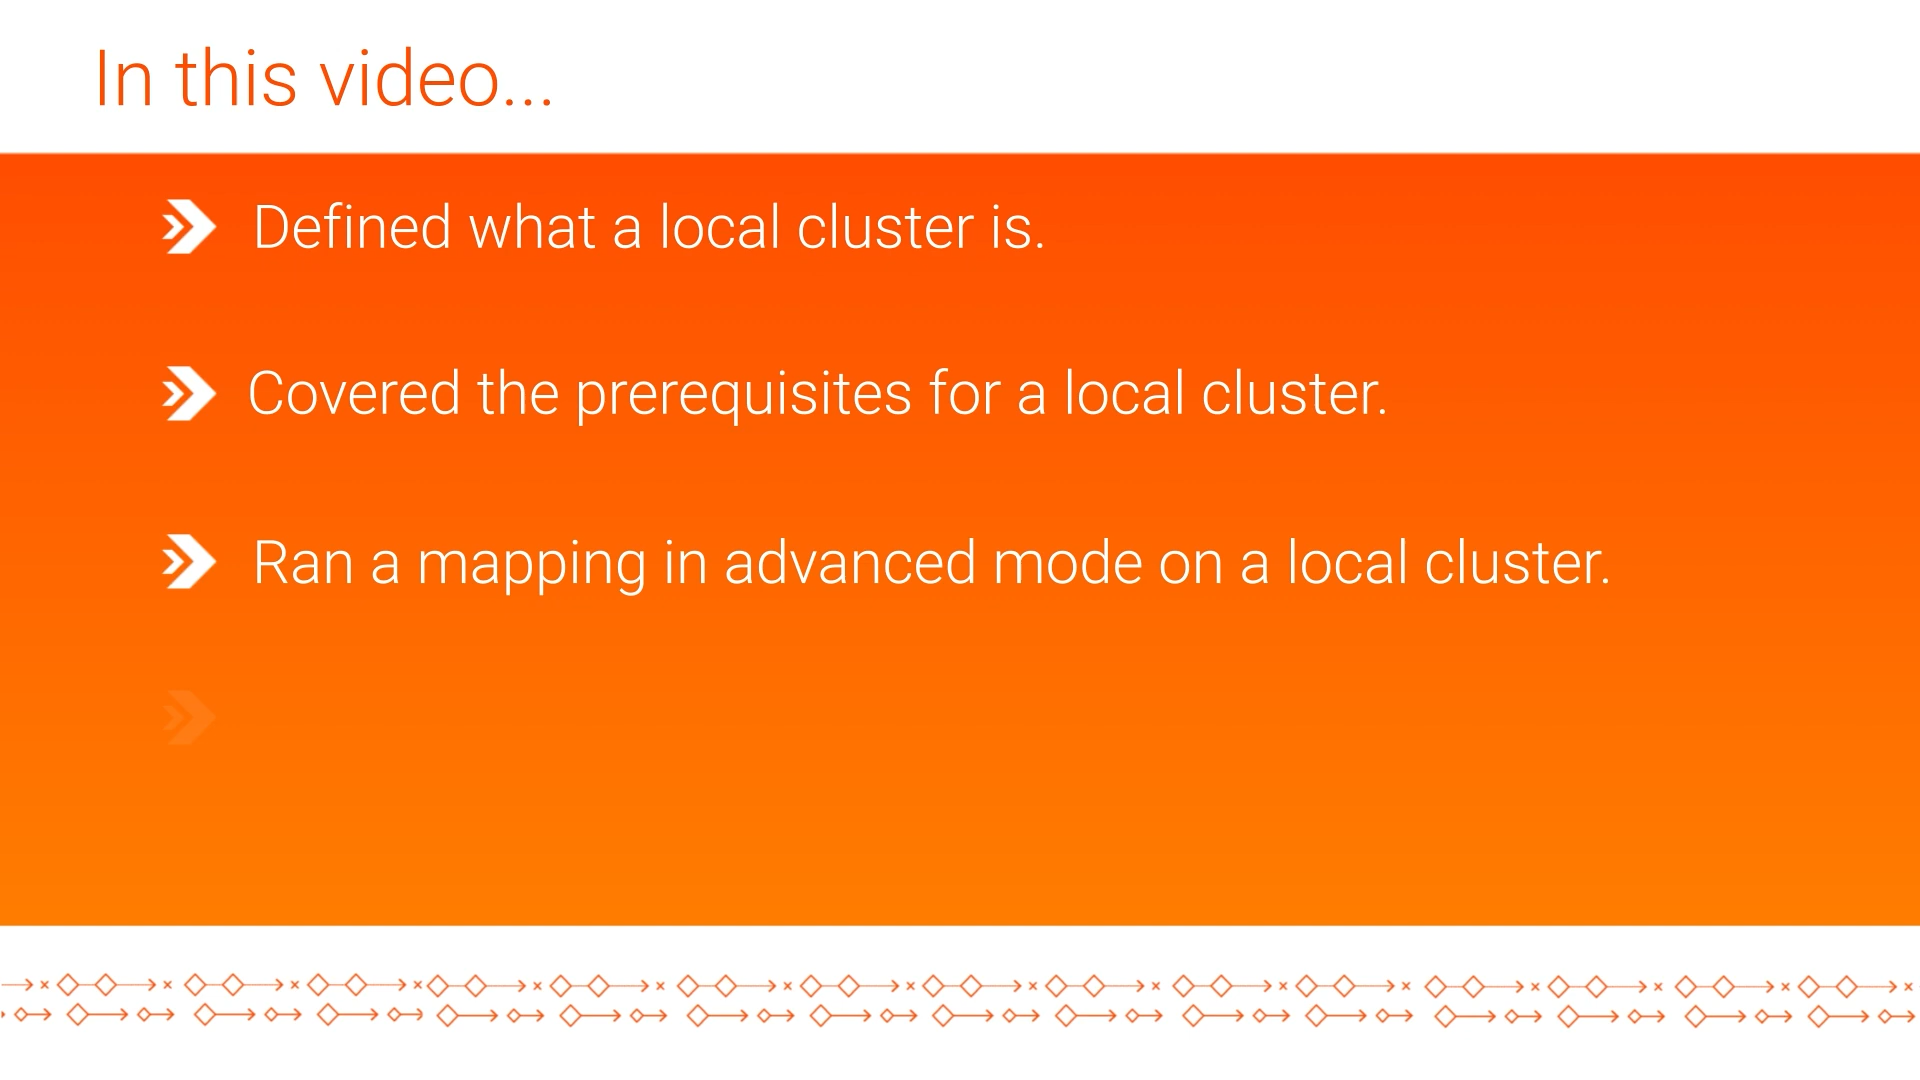 In this video...
Defined what a local cluster is.
Covered the prerequisites for a local cluster.
Ran a mapping in advanced mode on a local cluster.